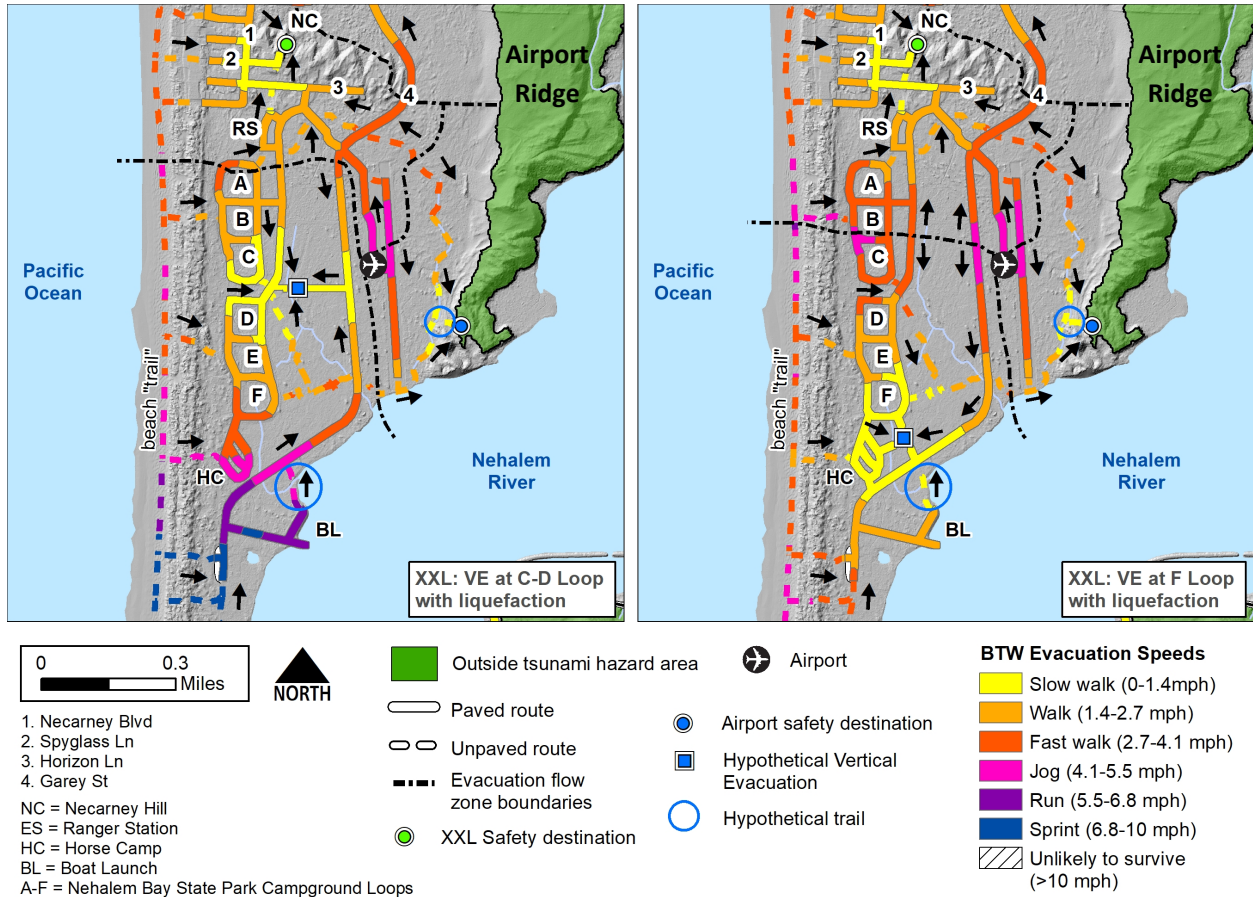 NC
1
2
3
4
RS
Airport
Ridge
A
B
C
D
E
F
Pacific
Ocean
beach "trail"
HC
BL
Nehalem
River
XXL: VE at C-D Loop
with liquefaction
NC
1
2
3
4
RS
Airport
Ridge
A
B
C
D
E
F
Pacific
Ocean
beach "trail"
HC
BL
Nehalem
River
XXL: VE at F Loop
with liquefaction
0 0.3
Miles
NORTH
1. Necarney Blvd
2. Spyglass Ln
3. Horizon Ln
4. Garey St
NC = Necarney Hill
ES = Ranger Station
HC = Horse Camp
BL = Boat Launch
A-F = Nehalem Bay State Park Campground Loops
Outside tsunami hazard area
Paved route
Unpaved route
Evacuation flow
zone boundaries
XXL Safety destination
Airport
Airport safety destination
Hypothetical Vertical
Evacuation
Hypothetical trail
BTW Evacuation Speeds
Slow walk (0-1.4mph)
Walk (1.4-2.7 mph)
Fast walk (2.7-4.1 mph)
Jog (4.1-5.5 mph)
Run (5.5-6.8 mph)
Sprint (6.8-10 mph)
Unlikely to survive
(>10 mph)